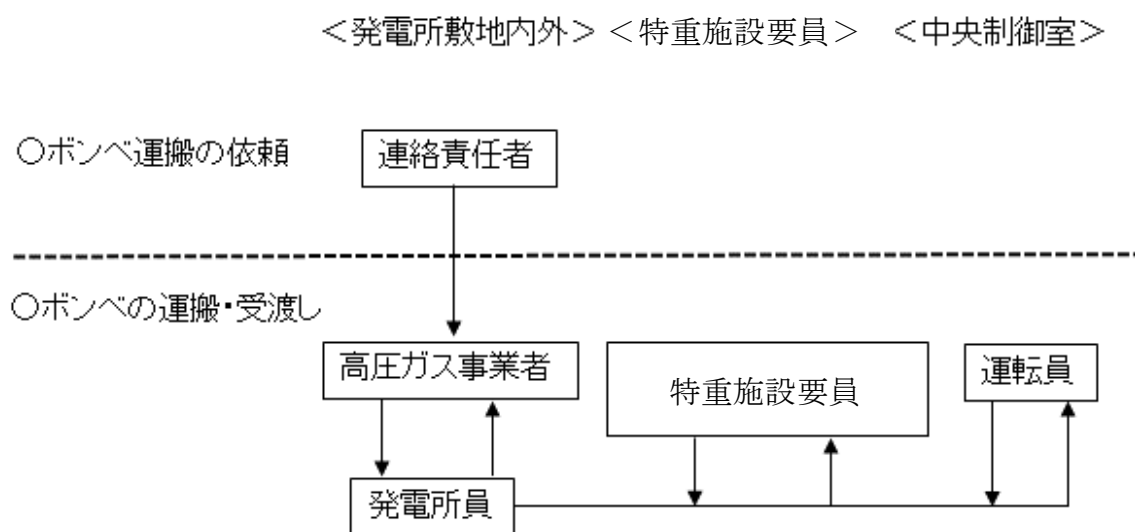 ＜発電所敷地内外＞ ＜特重施設要員＞ ＜中央制御室＞
○ボンベ運搬の依頼 連絡責任者
○ボンベの運搬・受渡し
高圧ガス事業者 特重施設要員 運転員
発電所員